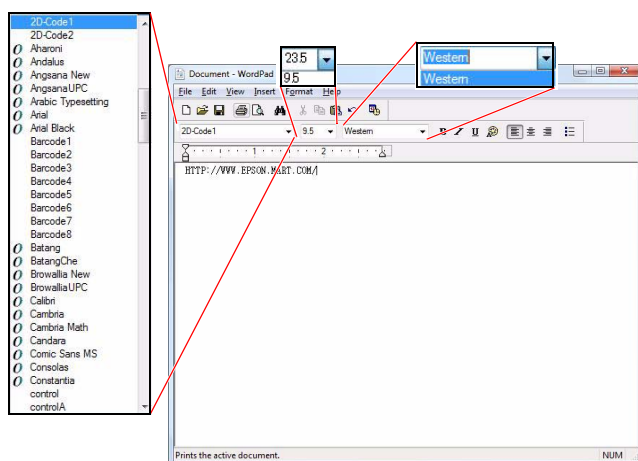 2D-Code1
2D-Code2
Aharoni
Andalus
Angsana New
AngsanaUPC
Arabic Typesetting
Arial
Arial Black
Barcode1
Barcode2
Barcode3
Barcode4
Barcode5
Barcode6
Barcode7
Barcode8
Batang
BatangChe
Browallia New
BrowalliaUPC
Calibri
Cambria
Cambria Math
Candara
Comic Sans MS
Consolas
Constantia
control
controlA
23.5
9.5
Western
Western
Document - WordPad
File Edit View Insert Format Help
2D-Code1 9.5 Western B I U
1 2
HTTP://WWW.EPSON.MART.COM/
Prints the active document. NUM